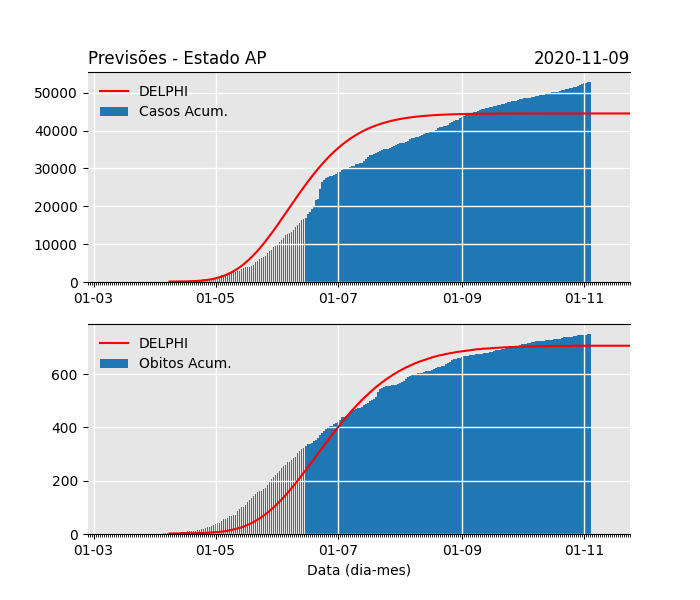 Previsões - Estado AP 2020-11-09
DELPHI
Casos Acum.
50000
40000
30000
20000
10000
0
01-03 01-05 01-07 01-09 01-11
DELPHI
Obitos Acum.
600
400
200
0
01-03 01-05 01-07 01-09 01-11
Data (dia-mes)